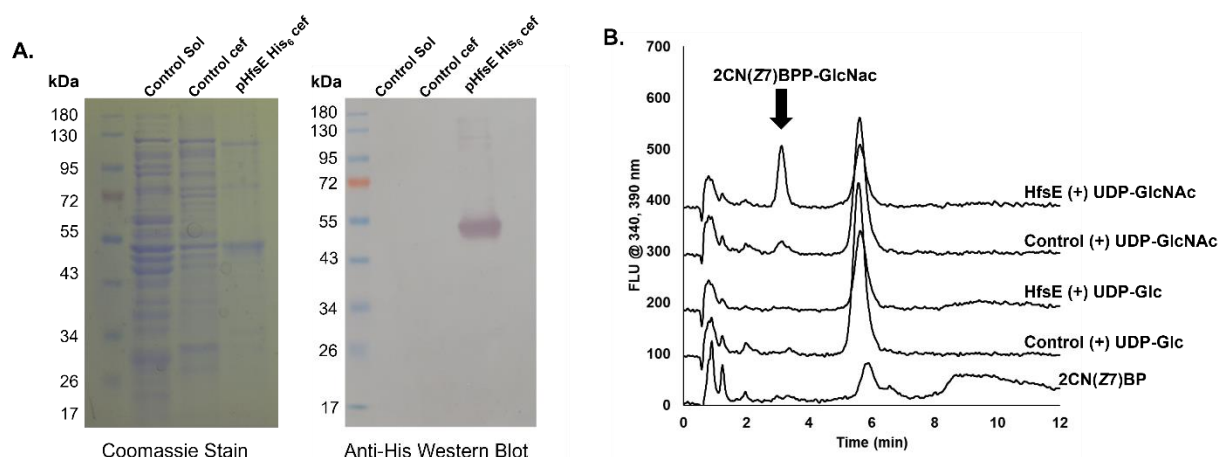 A.
kDa
Control Sol
Control cef
pHfsE His₆ cef
180
130
95
72
55
43
34
26
17
Coomassie Stain
kDa
Control Sol
Control cef
pHfsE His₆ cef
180
130
95
72
55
43
34
26
17
Anti-His Western Blot
B.
700
600
500
400
300
200
100
0
FLU @ 340, 390 nm
2CN(Z7)BPP-GlcNac
HfsE (+) UDP-GlcNAc
Control (+) UDP-GlcNAc
HfsE (+) UDP-Glc
Control (+) UDP-Glc
2CN(Z7)BP
0 2 4 6 8 10 12
Time (min)